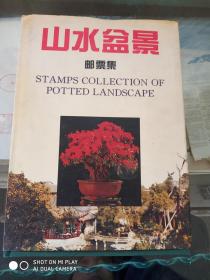 山水盆景
邮票集
STAMPS COLLECTION OF
POTTED LANDSCAPE
SHOT ON MI PLAY
AI DUAL CAMERA